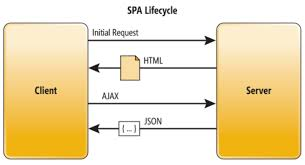 SPA Lifecycle
Initial Request
HTML
Client
Server
AJAX
JSON
{ ... }